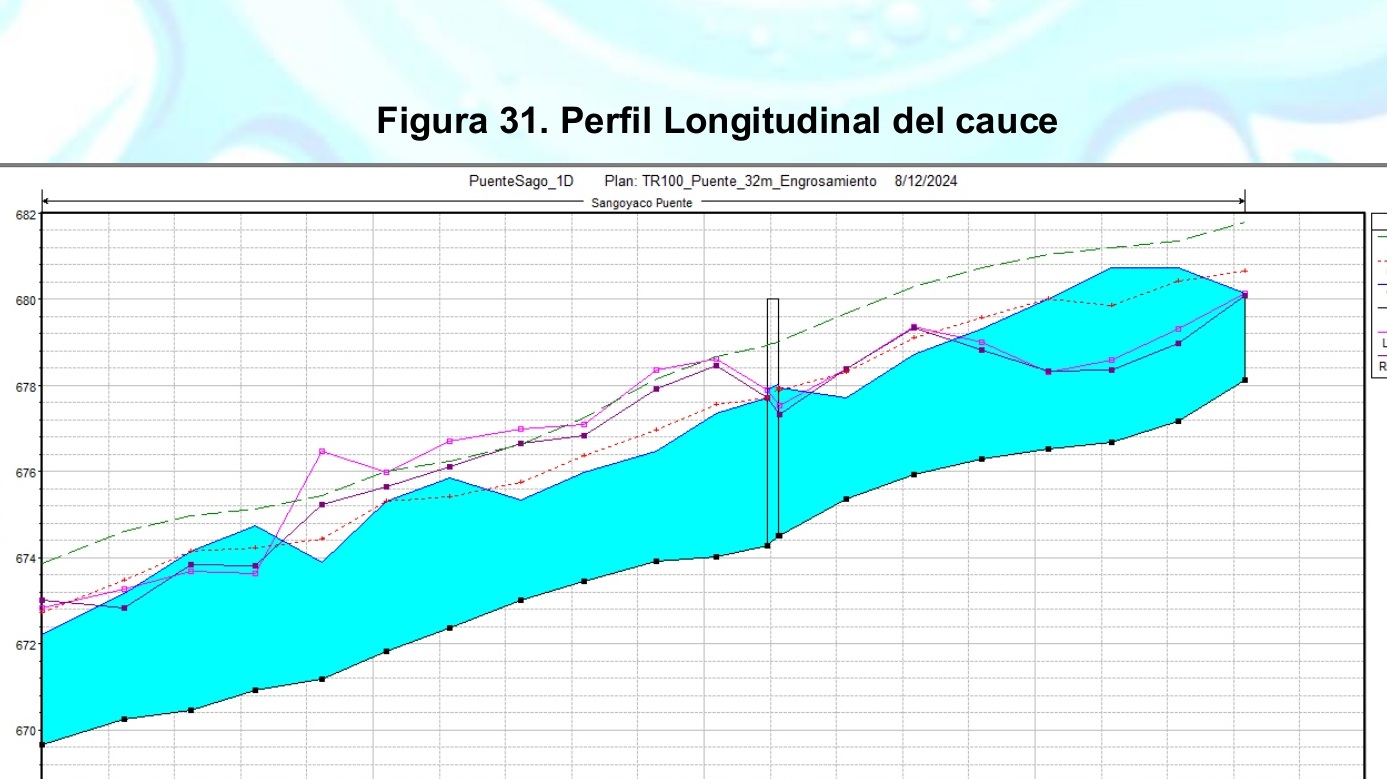 Figura 31. Perfil Longitudinal del cauce
PuenteSago_1D Plan: TR100_Puente_32m_Engrosamiento 8/12/2024
Sangoyaco Puente
682
680
678
676
674
672
670
L
R